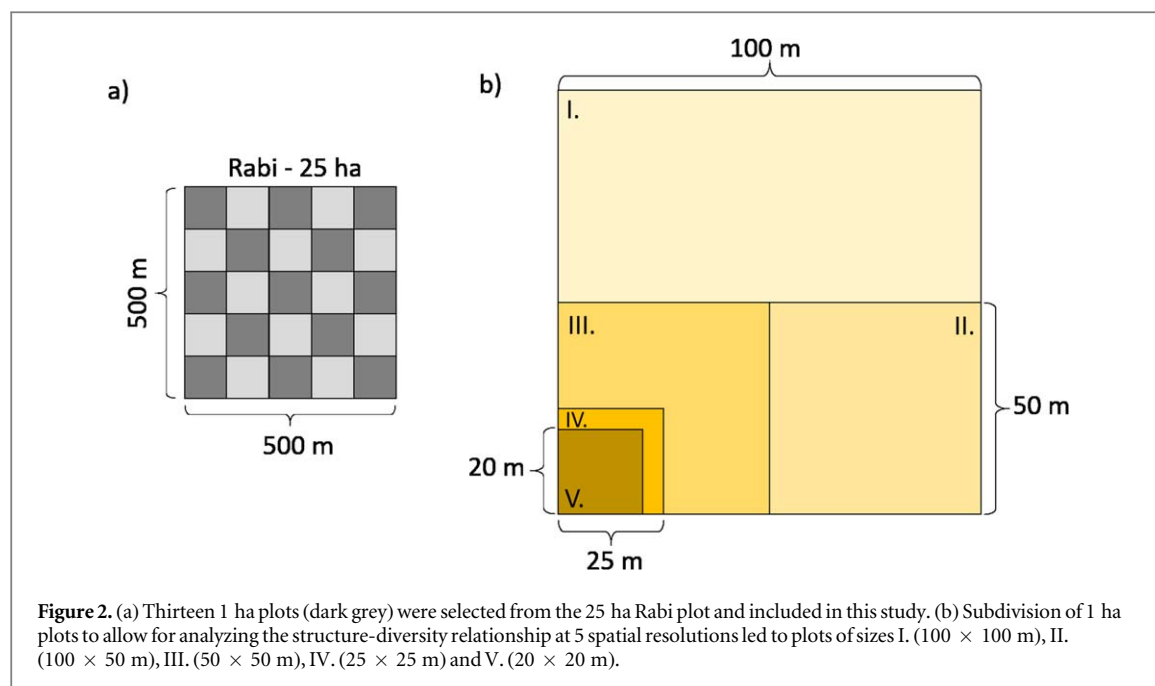 a)
Rabi - 25 ha
500 m
500 m
b)
100 m
I.
III.
II.
50 m
IV.
20 m
V.
25 m
Figure 2. (a) Thirteen 1 ha plots (dark grey) were selected from the 25 ha Rabi plot and included in this study. (b) Subdivision of 1 ha
plots to allow for analyzing the structure-diversity relationship at 5 spatial resolutions led to plots of sizes I. (100 × 100 m), II.
(100 × 50 m), III. (50 × 50 m), IV. (25 × 25 m) and V. (20 × 20 m).